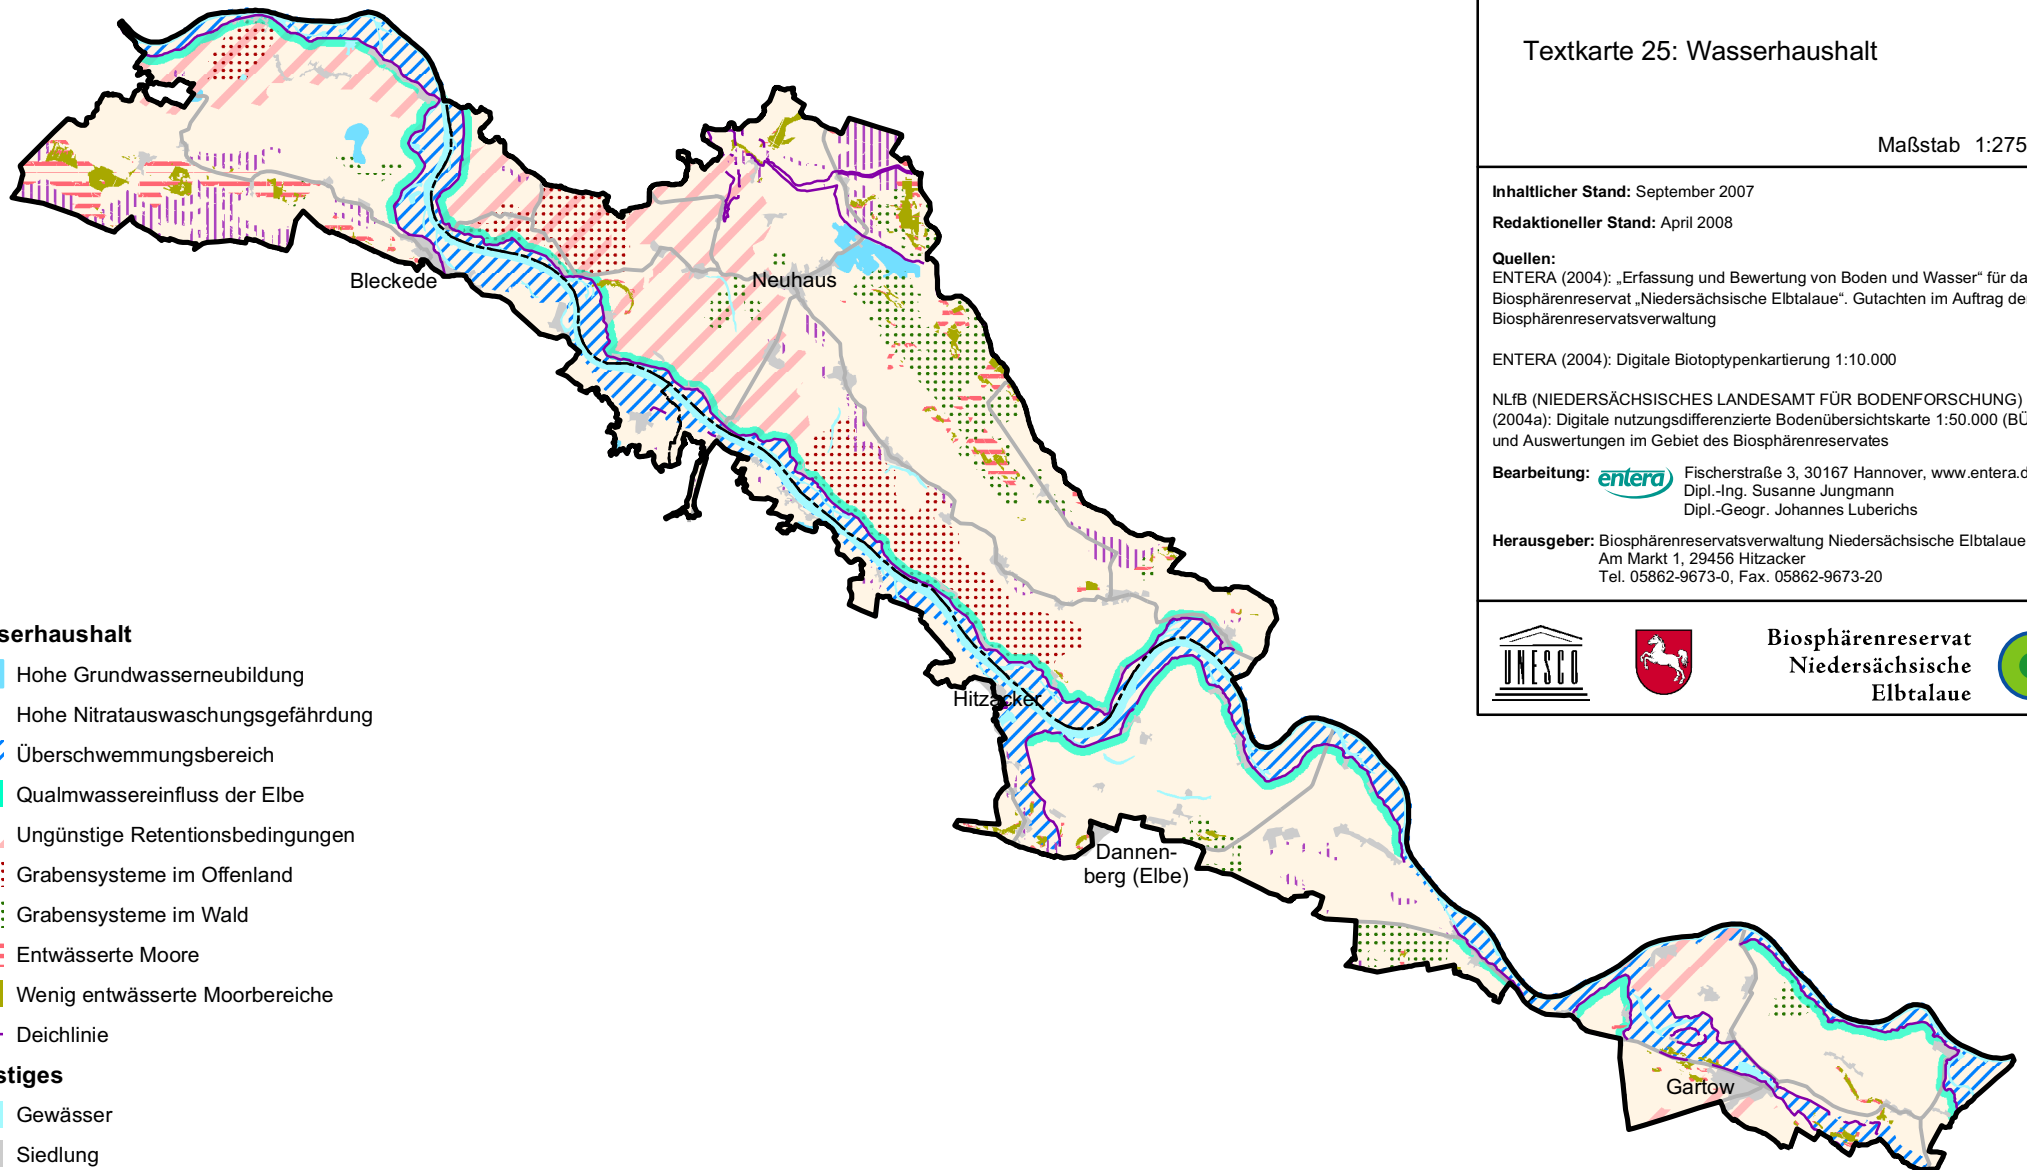 Textkarte 25: Wasserhaushalt
Maßstab 1:275
Inhaltlicher Stand: September 2007
Redaktioneller Stand: April 2008
Quellen:
ENTERA (2004): „Erfassung und Bewertung von Boden und Wasser“ für da
Biosphärenreservat „Niedersächsische Elbtalaue“. Gutachten im Auftrag de
Biosphärenreservatsverwaltung
ENTERA (2004): Digitale Biotoptypenkartierung 1:10.000
NLfB (NIEDERSÄCHSISCHES LANDESAMT FÜR BODENFORSCHUNG)
(2004a): Digitale nutzungsdifferenzierte Bodenübersichtskarte 1:50.000 (BÜ
und Auswertungen im Gebiet des Biosphärenreservates
Bearbeitung: entera Fischerstraße 3, 30167 Hannover, www.entera.d
Dipl.-Ing. Susanne Jungmann
Dipl.-Geogr. Johannes Luberichs
Herausgeber: Biosphärenreservatsverwaltung Niedersächsische Elbtalaue
Am Markt 1, 29456 Hitzacker
Tel. 05862-9673-0, Fax. 05862-9673-20
UNESCO
Biosphärenreservat
Niedersächsische
Elbtalaue
Bleckede
Neuhaus
Hitzacker
Dannen-
berg (Elbe)
Gartow
serhaushalt
Hohe Grundwasserneubildung
Hohe Nitratauswaschungsgefährdung
Überschwemmungsbereich
Qualmwassereinfluss der Elbe
Ungünstige Retentionsbedingungen
Grabensysteme im Offenland
Grabensysteme im Wald
Entwässerte Moore
Wenig entwässerte Moorbereiche
Deichlinie
stiges
Gewässer
Siedlung